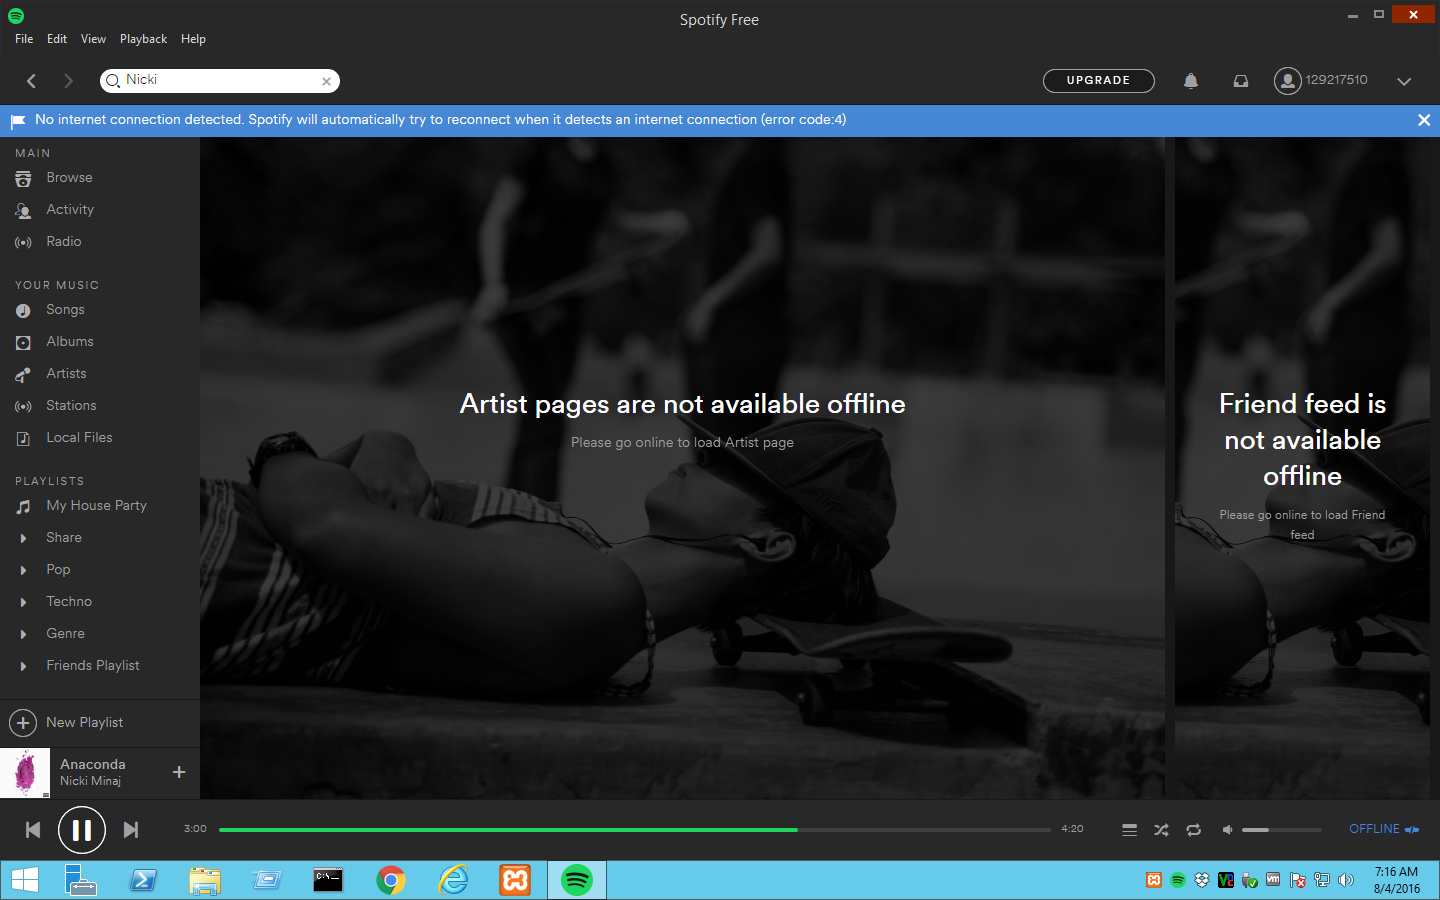 Spotify Free
File Edit View Playback Help
Nicki
UPGRADE
129217510
No internet connection detected. Spotify will automatically try to reconnect when it detects an internet connection (error code:4)
MAIN
Browse
Activity
Radio
YOUR MUSIC
Songs
Albums
Artists
Stations
Local Files
PLAYLISTS
My House Party
Share
Pop
Techno
Genre
Friends Playlist
New Playlist
Anaconda
Nicki Minaj
Artist pages are not available offline
Please go online to load Artist page
Friend feed is
not available
offline
Please go online to load Friend
feed
3:00
4:20
OFFLINE
C:\
vm
7:16 AM
8/4/2016